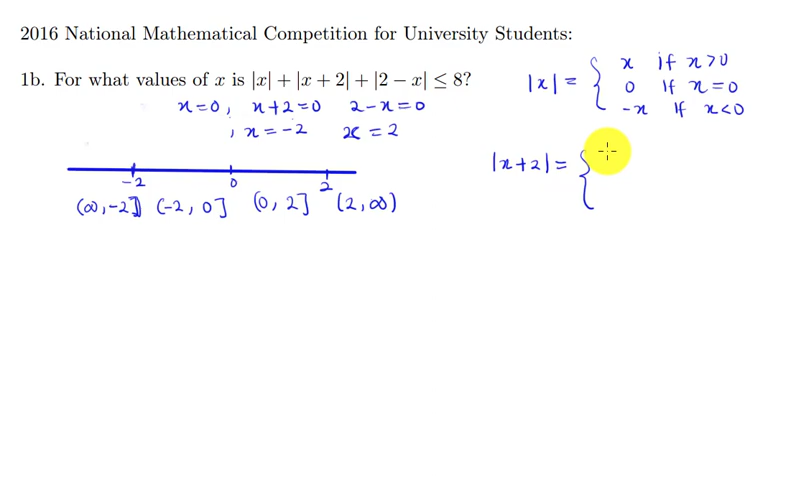 2016 National Mathematical Competition for University Students:
1b. For what values of x is |x| + |x + 2| + |2 − x| ≤ 8?
x=0, x+2=0 2-x=0
, x=-2 x=2
-2 0 2
(∞,-2] (-2, 0] (0, 2] (2,∞)
|x| = { x if x>0
0 if x=0
-x if x<0
|x+2| = {